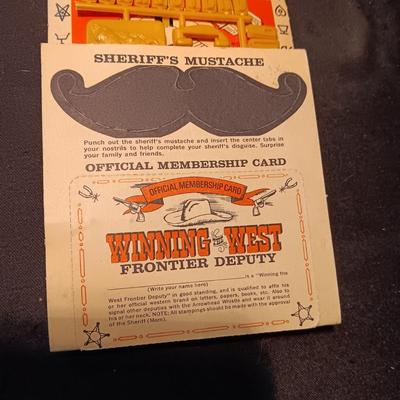 SHERIFF'S MUSTACHE
Punch out the sheriff's mustache and insert the center tabs in
your nostrils to help complete your sheriff's disguise. Surprise
your family and friends.
OFFICIAL MEMBERSHIP CARD
OFFICIAL MEMBERSHIP CARD
WINNING OF THE WEST
FRONTIER DEPUTY
is a "Winning the
(Write your name here)
West Frontier Deputy" in good standing, and is qualified to affix his
or her official western brand on letters, papers, books, etc. Also to
signal other deputies with the Arrowhead Whistle and wear it around
his or her neck. NOTE: All stampings should be made with the approval
of the Sheriff (Mom).